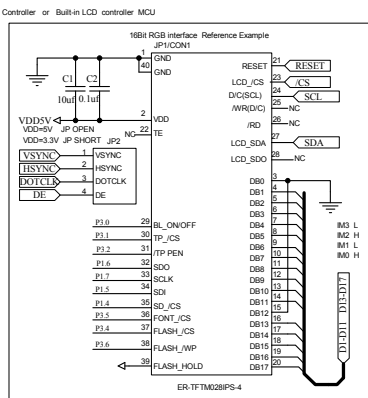 Controller or Built-in LCD controller MCU
16Bit RGB interface Reference Example
JP1/CON1
1 GND
40 GND
C1 C2
10uf 0.1uf
VDD5V 2 VDD
VDD=5V JP OPEN
VDD=3.3V JP SHORT
NC 22 TE
JP2
VSYNC 1 VSYNC
HSYNC 2 HSYNC
DOTCLK 3 DOTCLK
DE 4 DE
P3.0 29 BL_ON/OFF
P3.1 30 TP_/CS
P3.2 31 /TP PEN
P1.6 32 SDO
P1.7 33 SCLK
P1.5 34 SDI
P1.4 35 SD_/CS
P3.5 36 FONT_/CS
P3.4 37 FLASH_/CS
P3.6 38 FLASH_/WP
39 FLASH_HOLD
RESET 21 RESET
LCD_/CS 23 /CS
D/C(SCL) 24 SCL
/WR(D/C) 25 NC
/RD 26 NC
LCD_SDA 27 SDA
LCD_SDO 28 NC
DB0 3
DB1 4
DB2 5
DB3 6
DB4 7
DB5 8
DB6 9
DB7 10
DB8 11
DB9 12
DB10 13
DB11 14
DB12 15
DB13 16
DB14 17
DB15 18
DB16 19
DB17 20
IM3 L
IM2 H
IM1 L
IM0 H
D1-D11 D13-D17
ER-TFTM028IPS-4